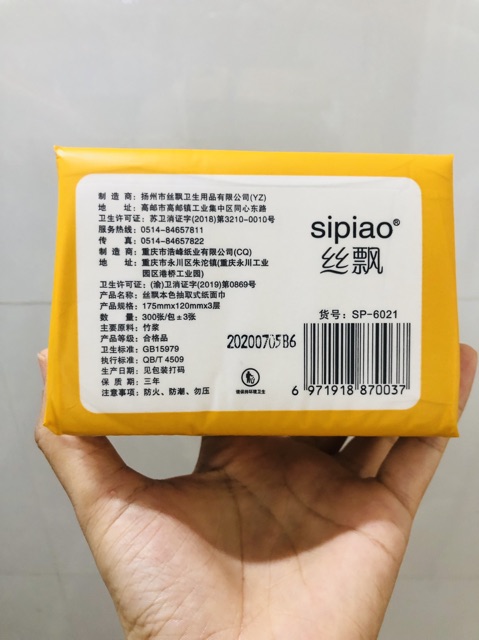 制 造 商：扬州市丝飘卫生用品有限公司(YZ)
地 址：高邮市高邮镇工业集中区同心东路
卫生许可证：苏卫消证字(2018)第3210-0010号
服务热线：0514-84657811
传 真：0514-84657822
制 造 商：重庆市浩峰纸业有限公司(CQ)
地 址：重庆市永川区朱沱镇(重庆永川工业
园区港桥工业园)
卫生许可证：(渝)卫消证字(2019)第0869号
产品名称：丝飘本色抽取式纸面巾
产品规格：175mmx120mmx3层
数 量：300张/包±3张
主要原料：竹浆
产品等级：合格品
卫生标准：GB15979
执行标准：QB/T 4509
生产日期：见包装打码
保 质 期：三年
注意事项：防火、防潮、勿压
sipiao®
丝飘
货号：SP-6021
20200705B6
请保持环境卫生
6 971918 870037